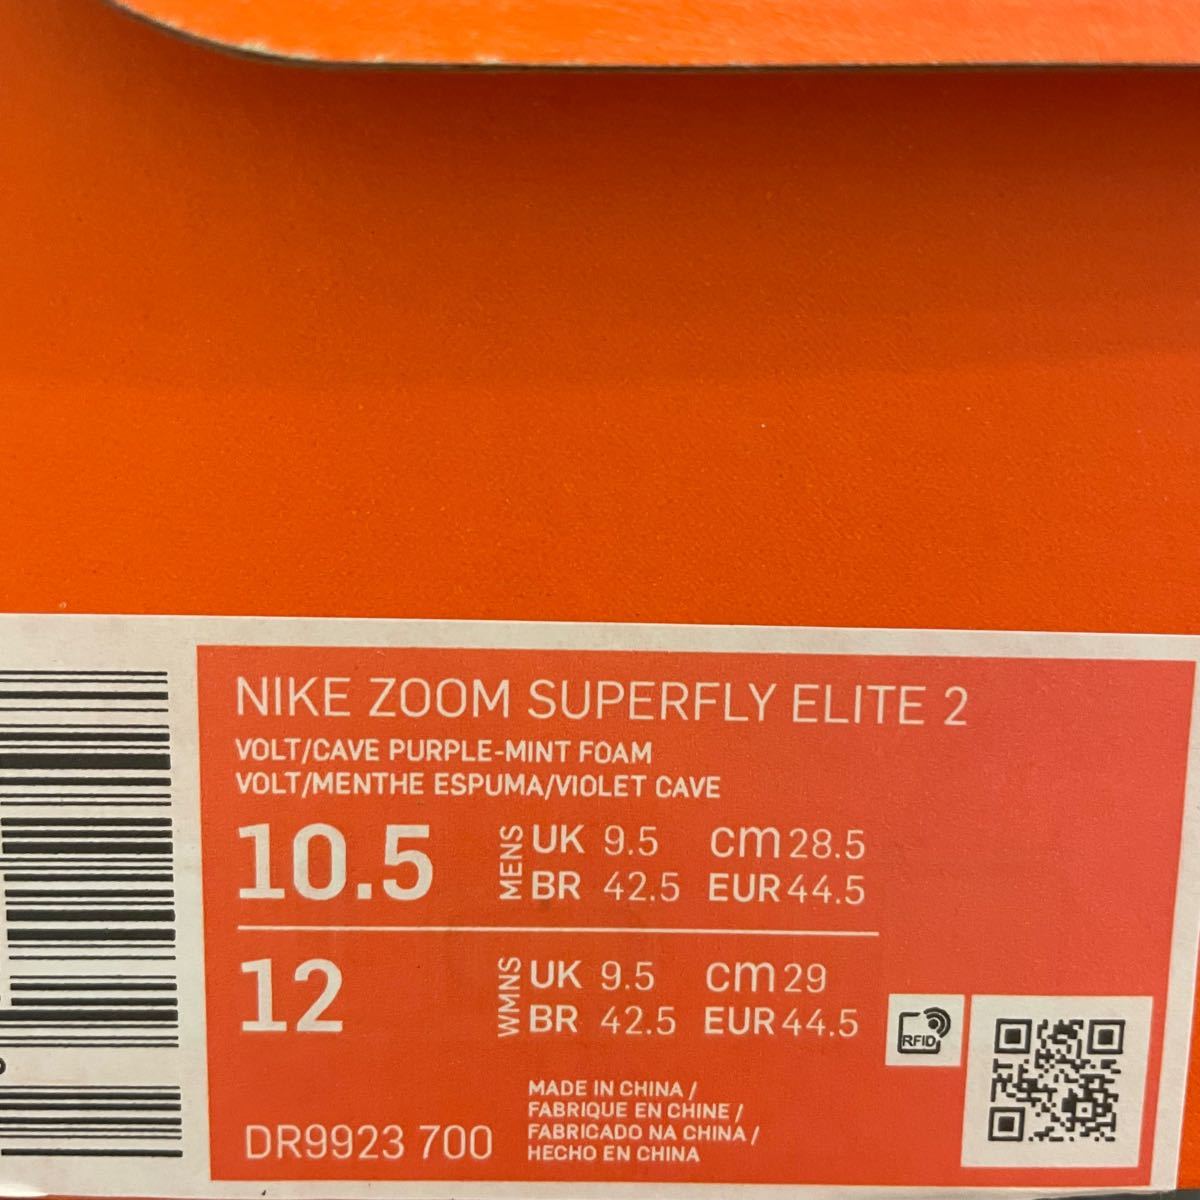 NIKE ZOOM SUPERFLY ELITE 2
VOLT/CAVE PURPLE-MINT FOAM
VOLT/MENTHE ESPUMA/VIOLET CAVE
10.5 MENS UK 9.5 cm 28.5
BR 42.5 EUR 44.5
12 WMNS UK 9.5 cm 29
BR 42.5 EUR 44.5
RFID
MADE IN CHINA /
FABRIQUE EN CHINE /
FABRICADO NA CHINA /
HECHO EN CHINA
DR9923 700